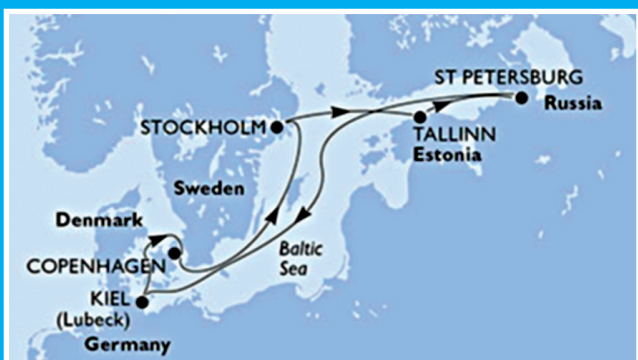 ST PETERSBURG
Russia
STOCKHOLM
TALLINN
Estonia
Sweden
Denmark
Baltic
Sea
COPENHAGEN
KIEL
(Lubeck)
Germany